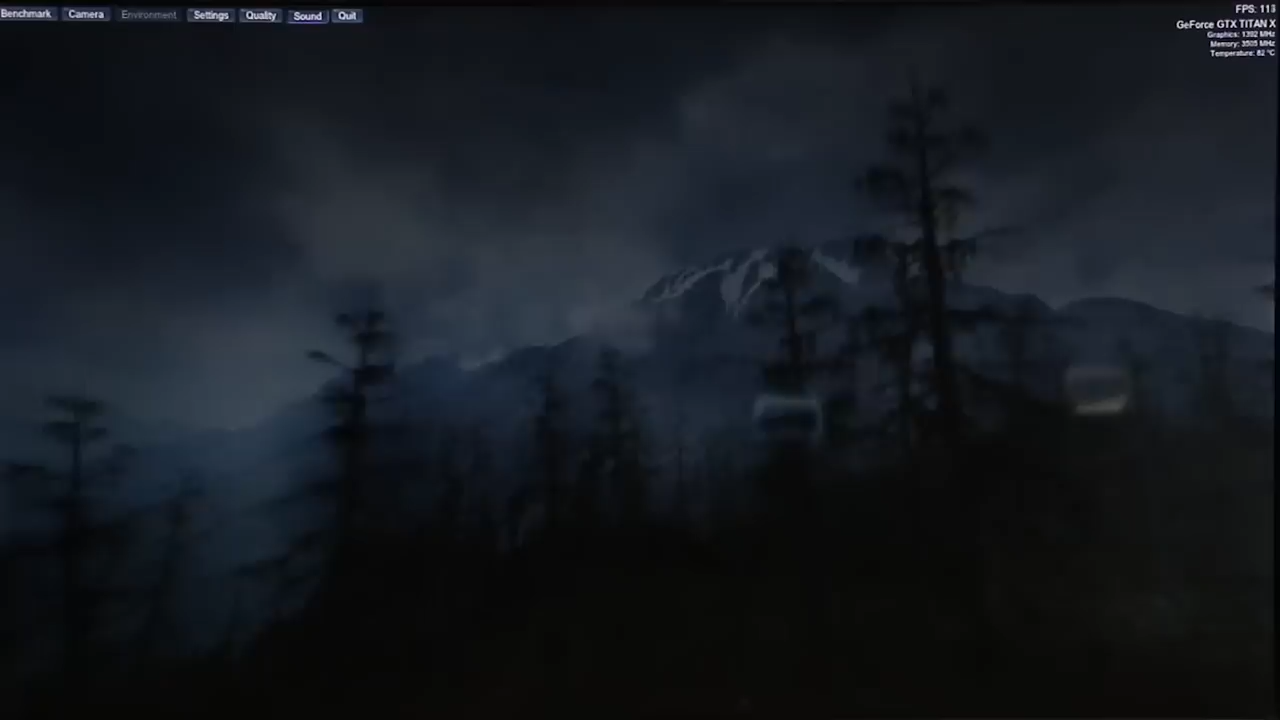 Benchmark Camera Environment Settings Quality Sound Quit
FPS: 113
GeForce GTX TITAN X
Graphics: 1392 MHz
Memory: 3505 MHz
Temperature: 82 °C